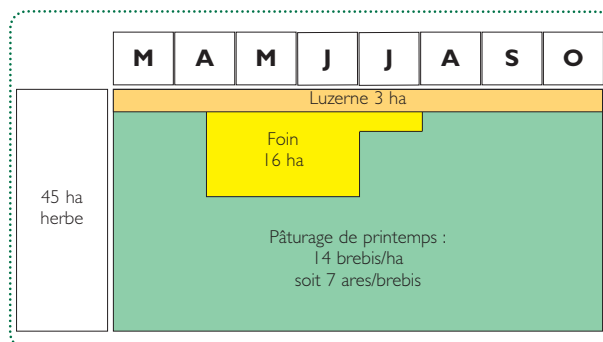 M A M J J A S O
Luzerne 3 ha
Foin
16 ha
45 ha
herbe
Pâturage de printemps :
14 brebis/ha
soit 7 ares/brebis